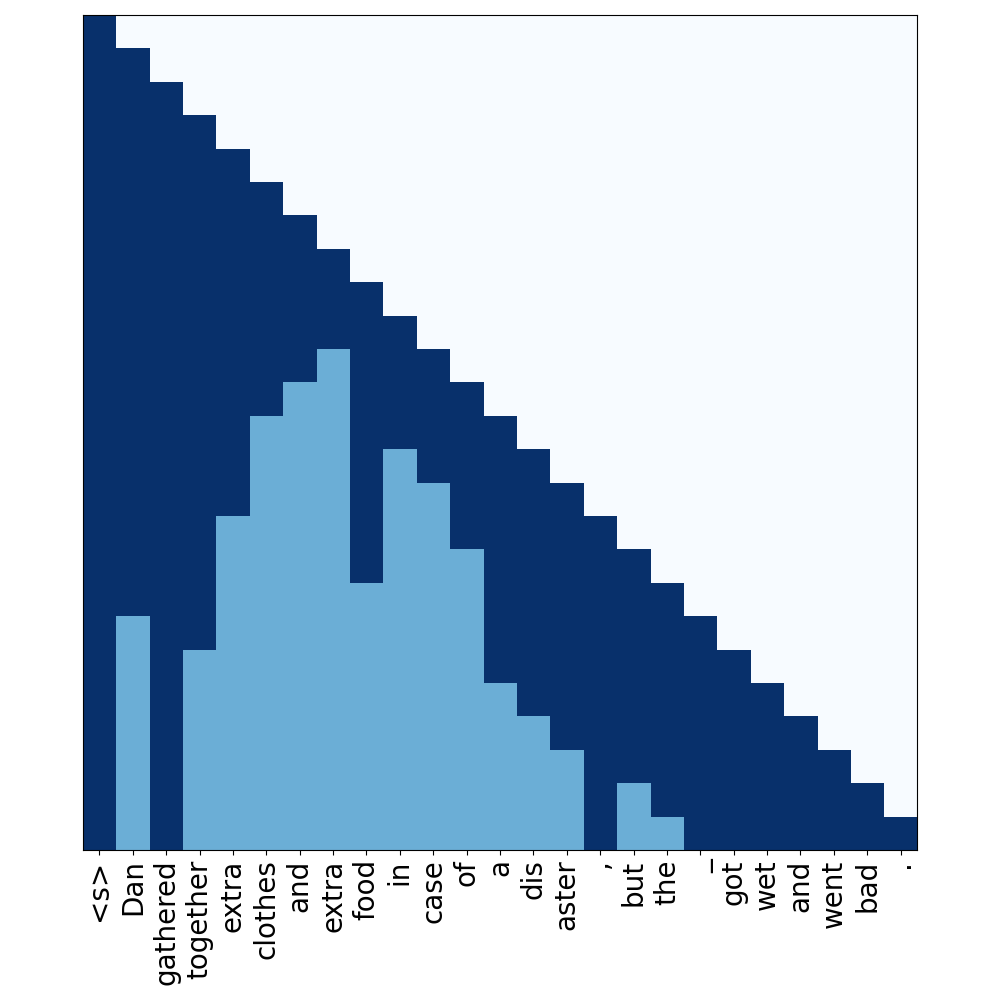 <s> Dan gathered together extra clothes and extra food in case of a dis aster , but the _ got wet and went bad .